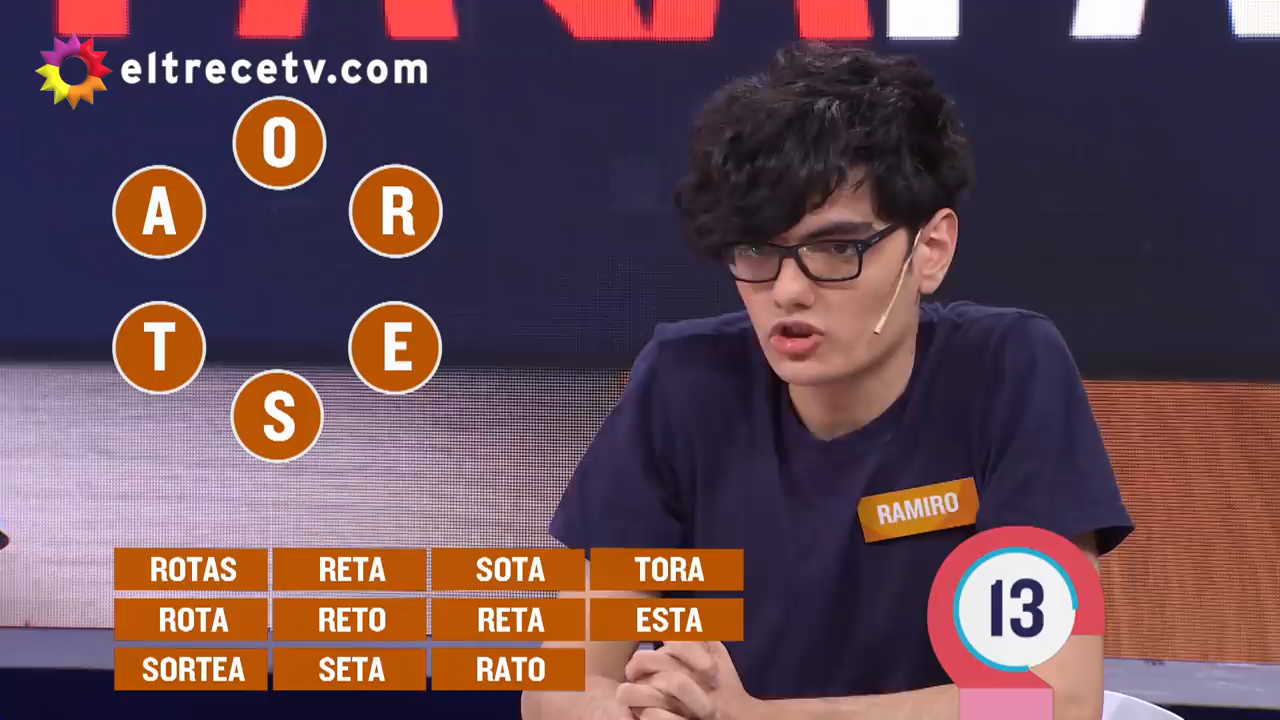 eltrecetv.com
O
A R
T E
S
RAMIRO
ROTAS RETA SOTA TORA
ROTA RETO RETA ESTA
SORTEA SETA RATO
13